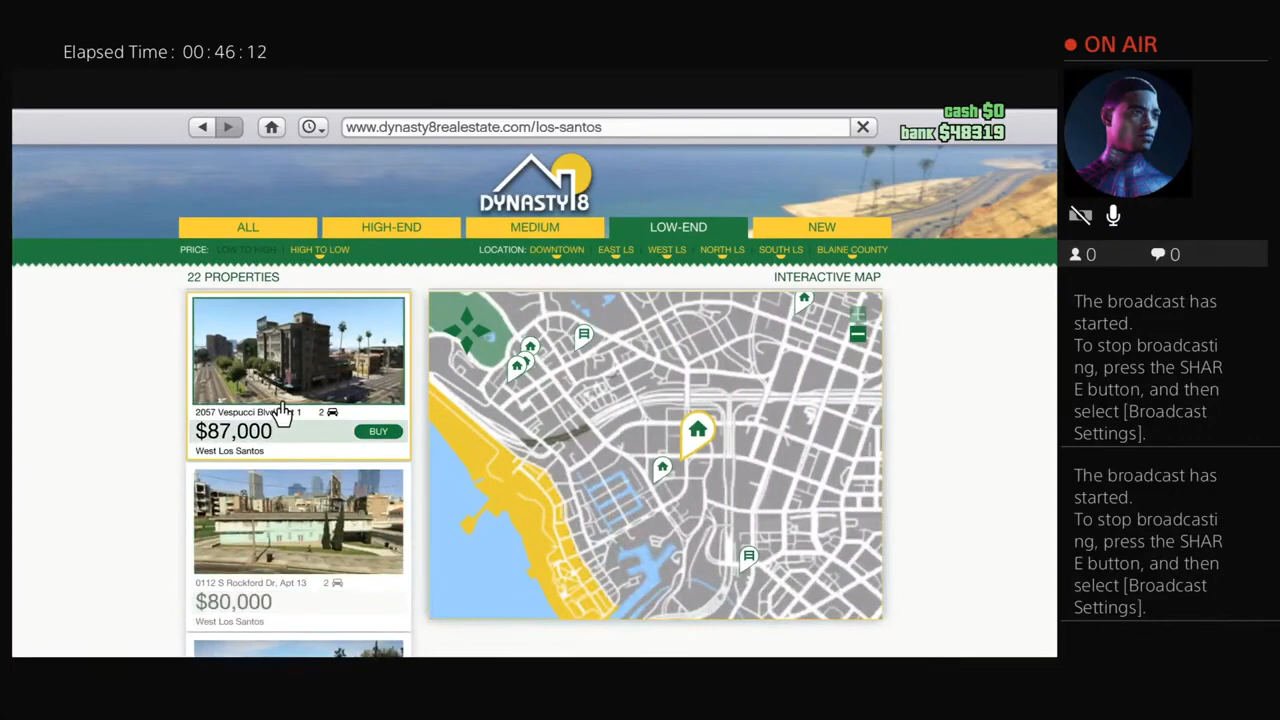 Elapsed Time: 00:46:12
ON AIR
www.dynasty8realestate.com/los-santos
cash $0
bank $48319
DYNASTY8
ALL
HIGH-END
MEDIUM
LOW-END
NEW
PRICE: LOW TO HIGH HIGH TO LOW
LOCATION: DOWNTOWN EAST LS WEST LS NORTH LS SOUTH LS BLAINE COUNTY
22 PROPERTIES
INTERACTIVE MAP
2057 Vespucci 1 2
$87,000
BUY
West Los Santos
0112 S Rockford Dr, Apt 13 2
$80,000
West Los Santos
0 0
The broadcast has
started.
To stop broadcasti
ng, press the SHAR
E button, and then
select [Broadcast
Settings].
The broadcast has
started.
To stop broadcasti
ng, press the SHAR
E button, and then
select [Broadcast
Settings].